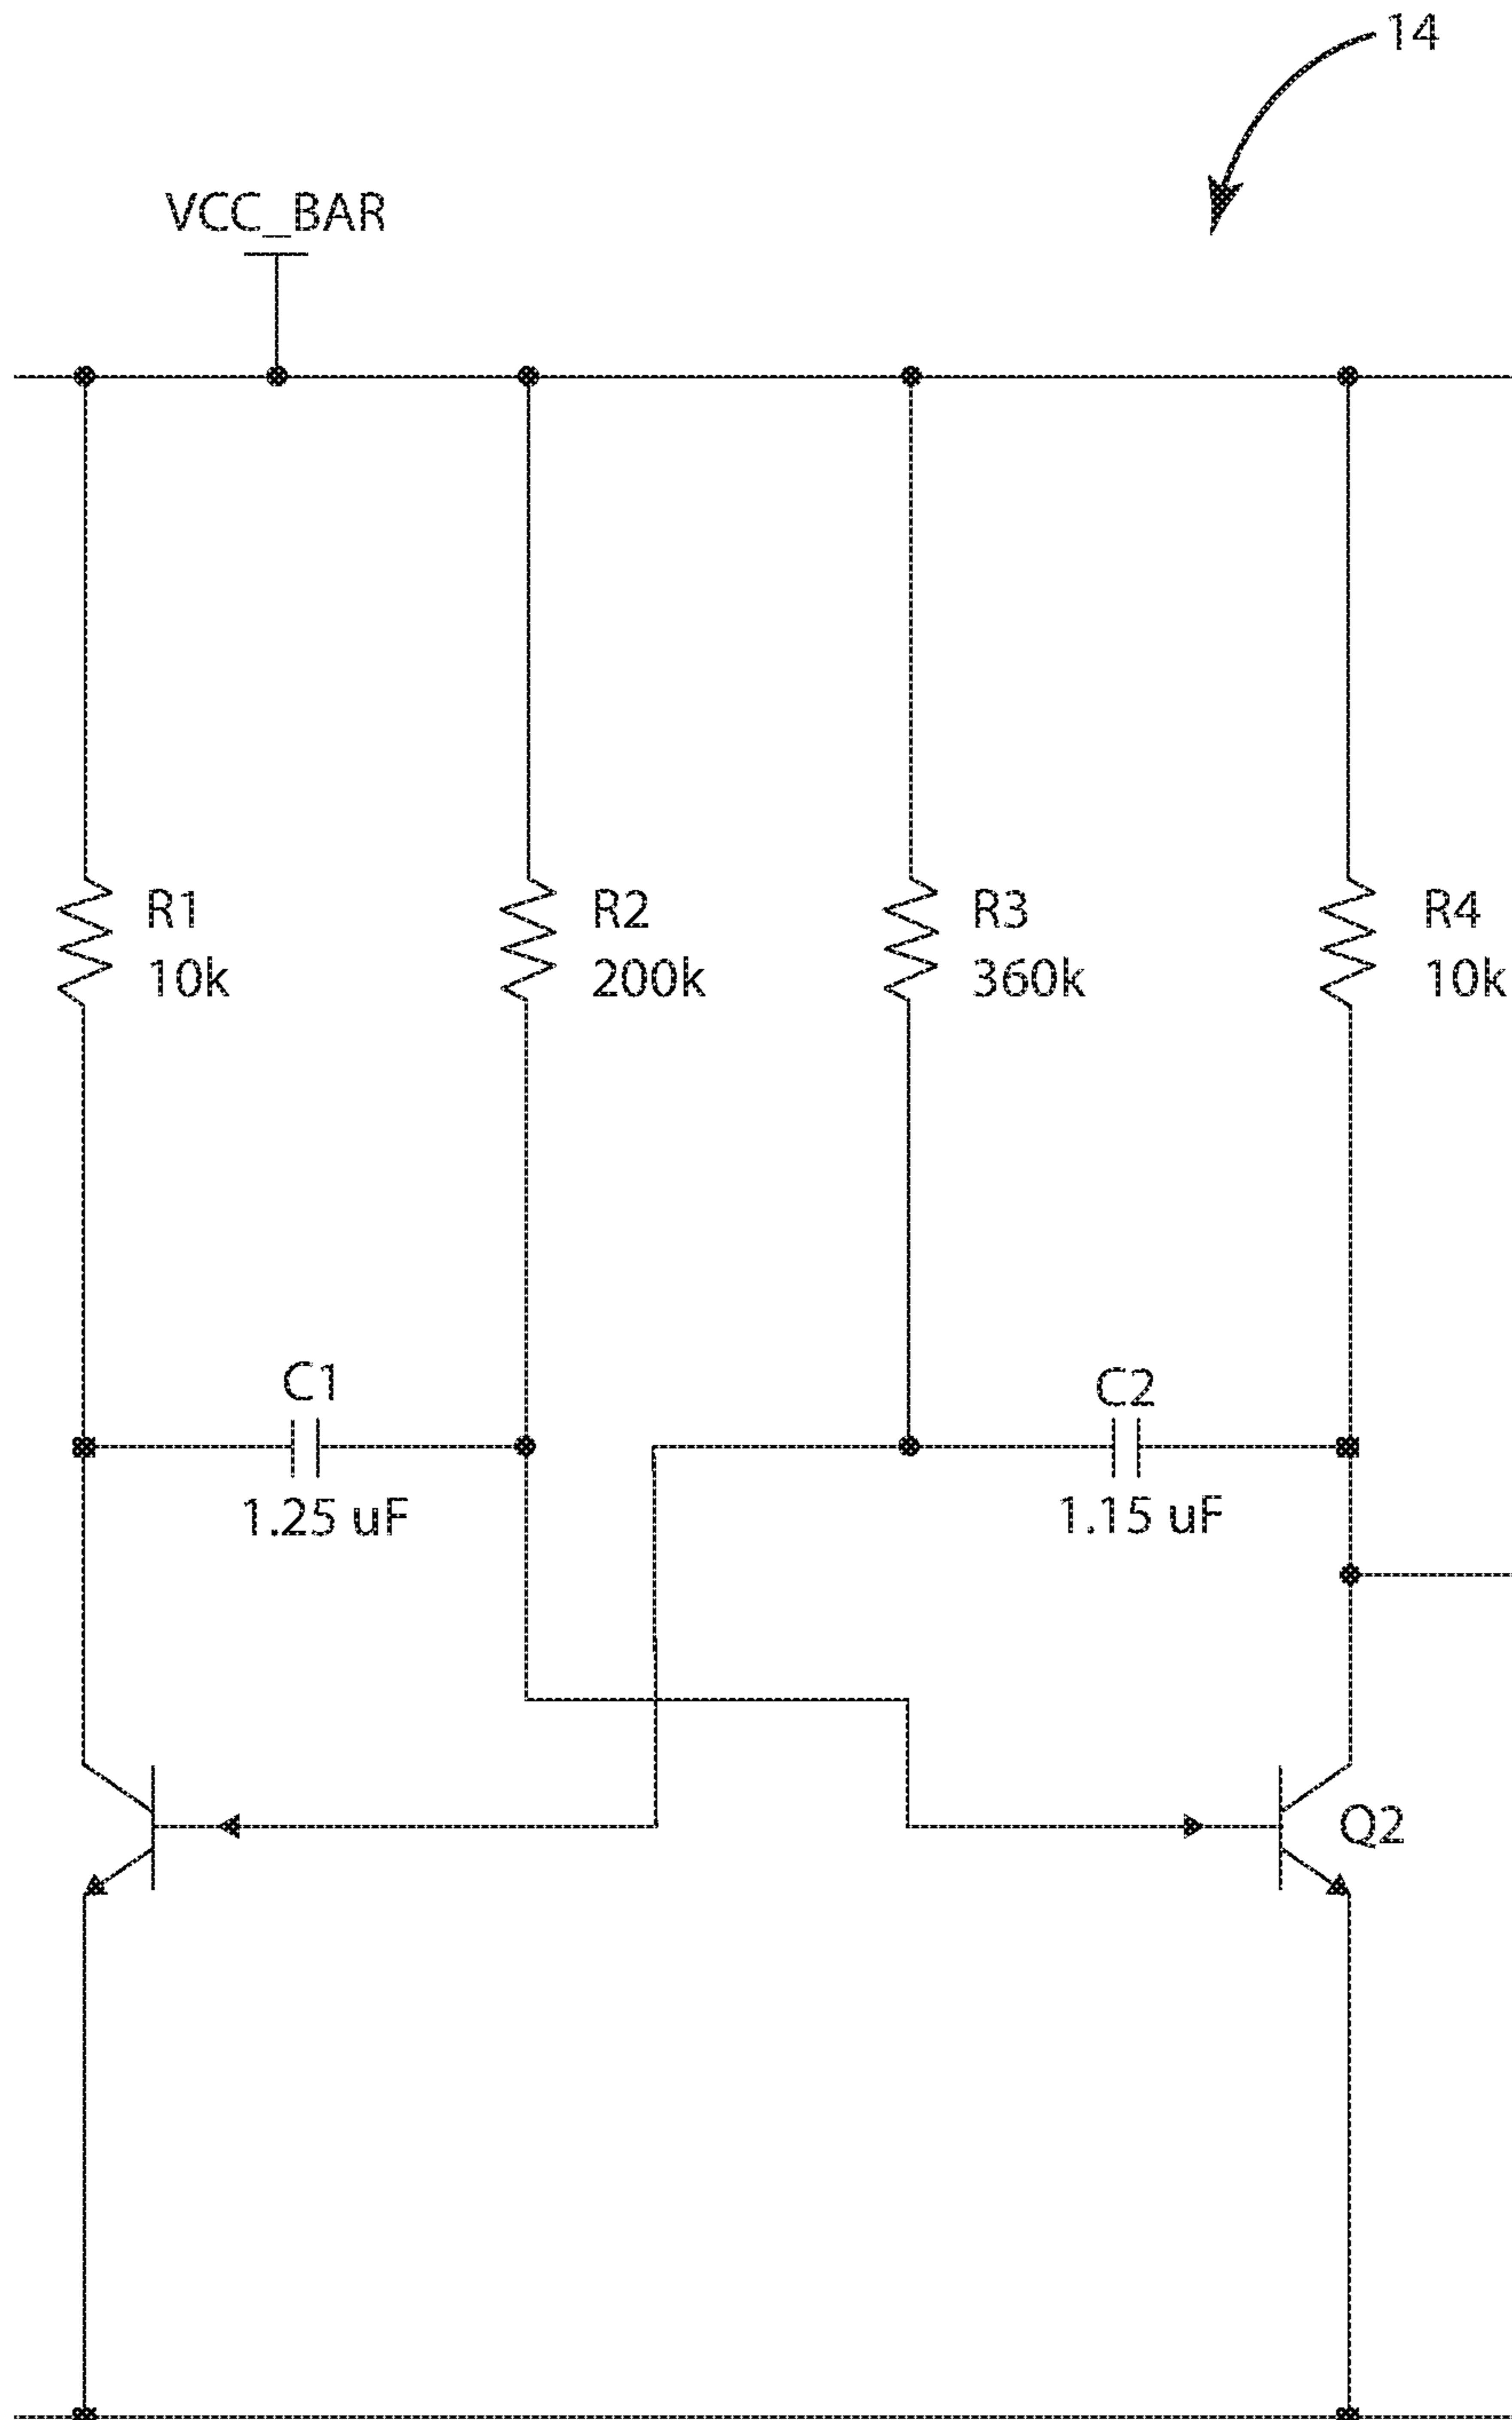 14
VCC_BAR
R1
10k
R2
200k
R3
360k
R4
10k
C1
1.25 uF
C2
1.15 uF
Q2